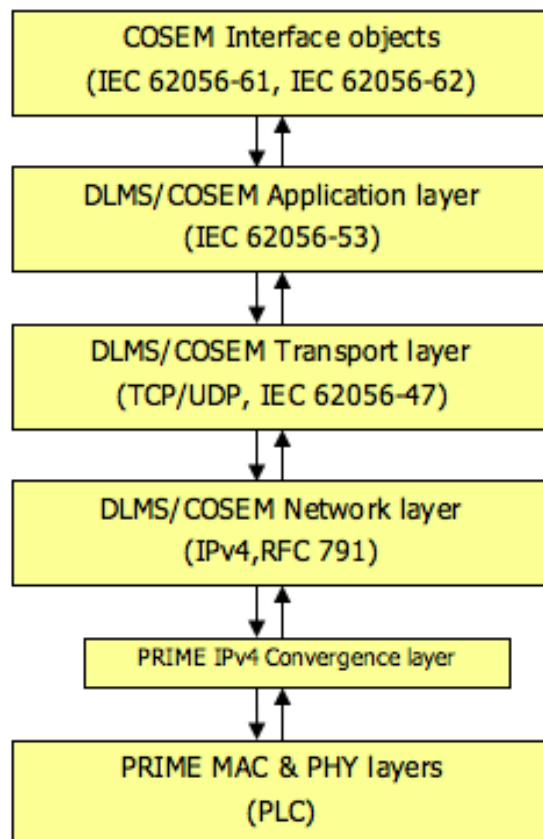 COSEM Interface objects
(IEC 62056-61, IEC 62056-62)
DLMS/COSEM Application layer
(IEC 62056-53)
DLMS/COSEM Transport layer
(TCP/UDP, IEC 62056-47)
DLMS/COSEM Network layer
(IPv4,RFC 791)
PRIME IPv4 Convergence layer
PRIME MAC & PHY layers
(PLC)